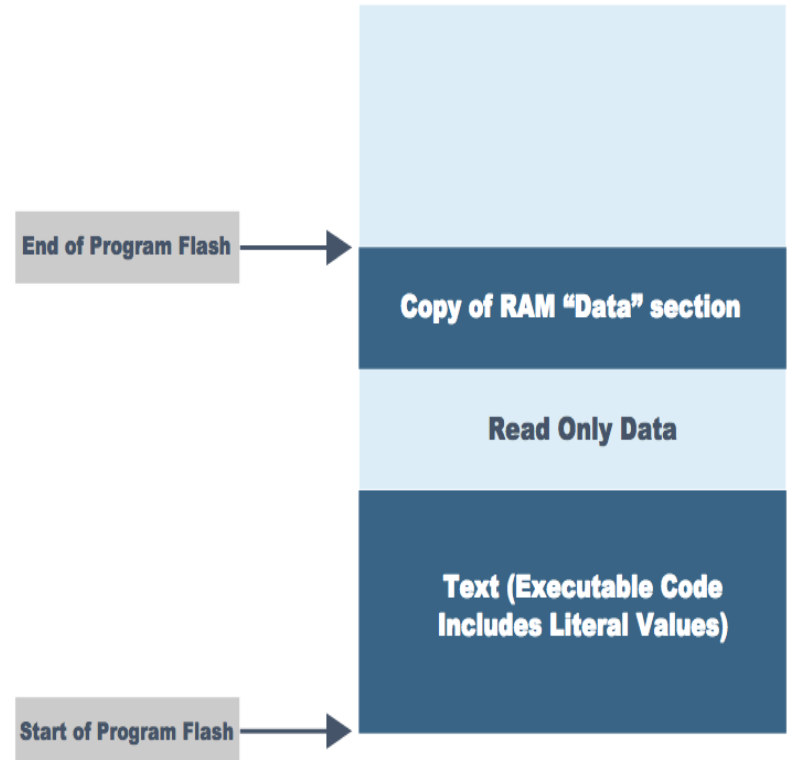 End of Program Flash
Copy of RAM “Data” section
Read Only Data
Text (Executable Code
Includes Literal Values)
Start of Program Flash